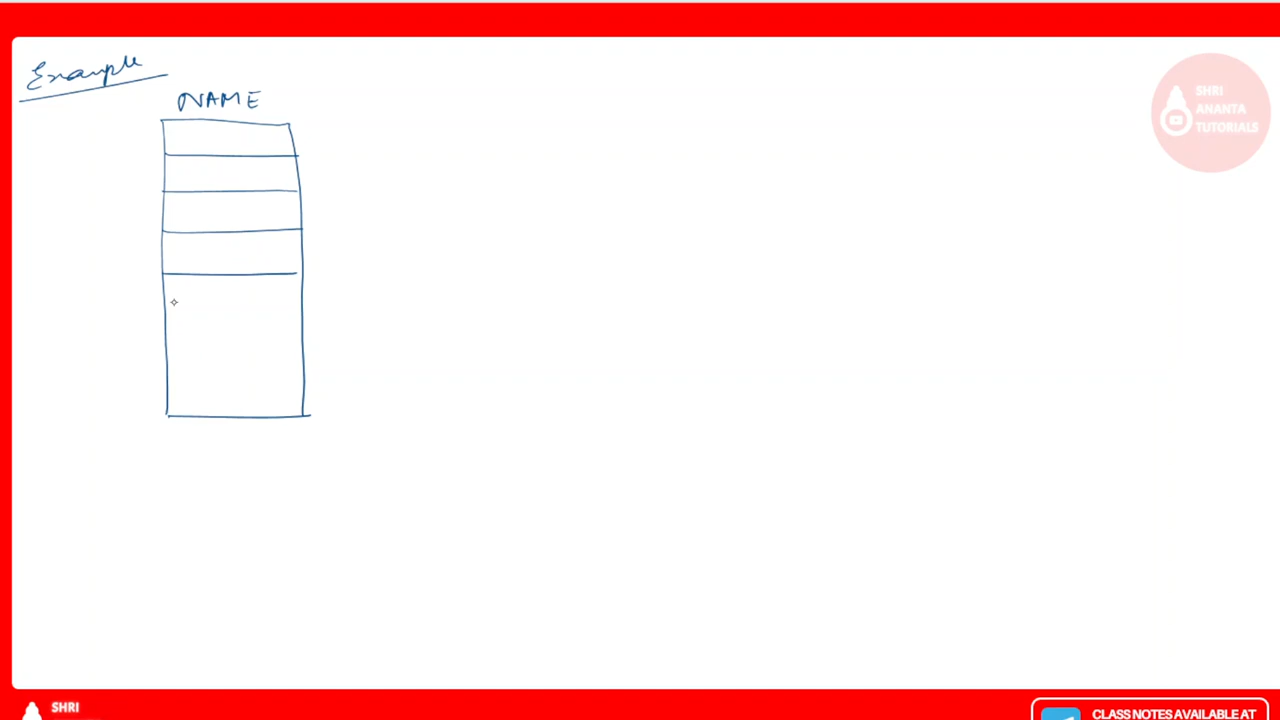 Example
NAME
SHRI
ANANTA
TUTORIALS
SHRI
CLASS NOTES AVAILABLE AT